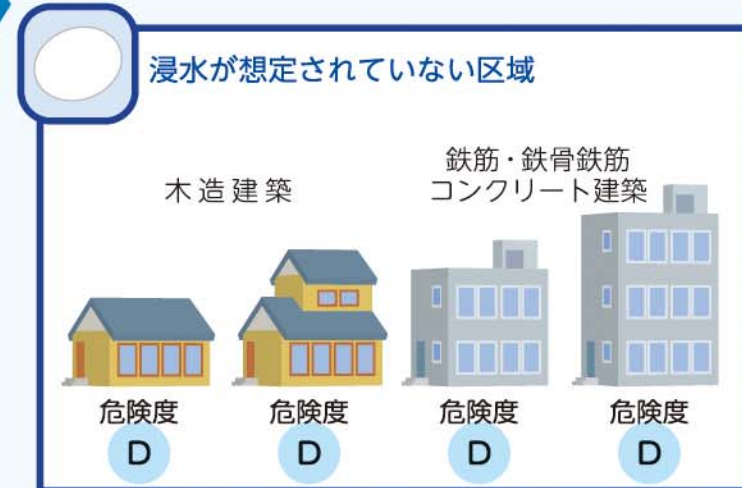 浸水が想定されていない区域
木造建築
鉄筋・鉄骨鉄筋
コンクリート建築
危険度 危険度 危険度 危険度
D D D D